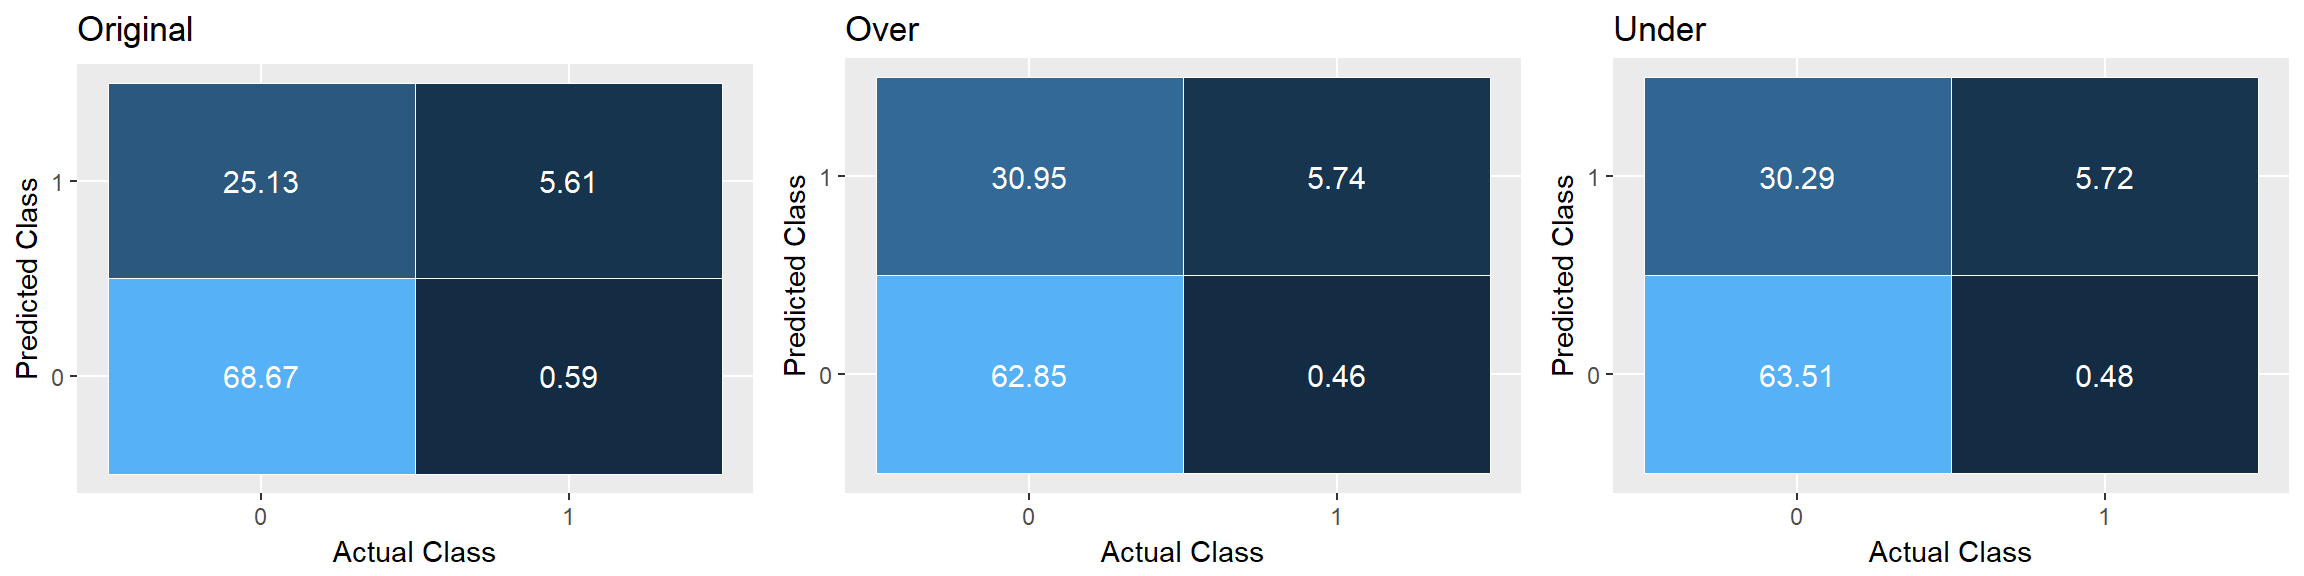 Original
Predicted Class
1
0
25.13
5.61
68.67
0.59
0
1
Actual Class
Over
Predicted Class
1
0
30.95
5.74
62.85
0.46
0
1
Actual Class
Under
Predicted Class
1
0
30.29
5.72
63.51
0.48
0
1
Actual Class